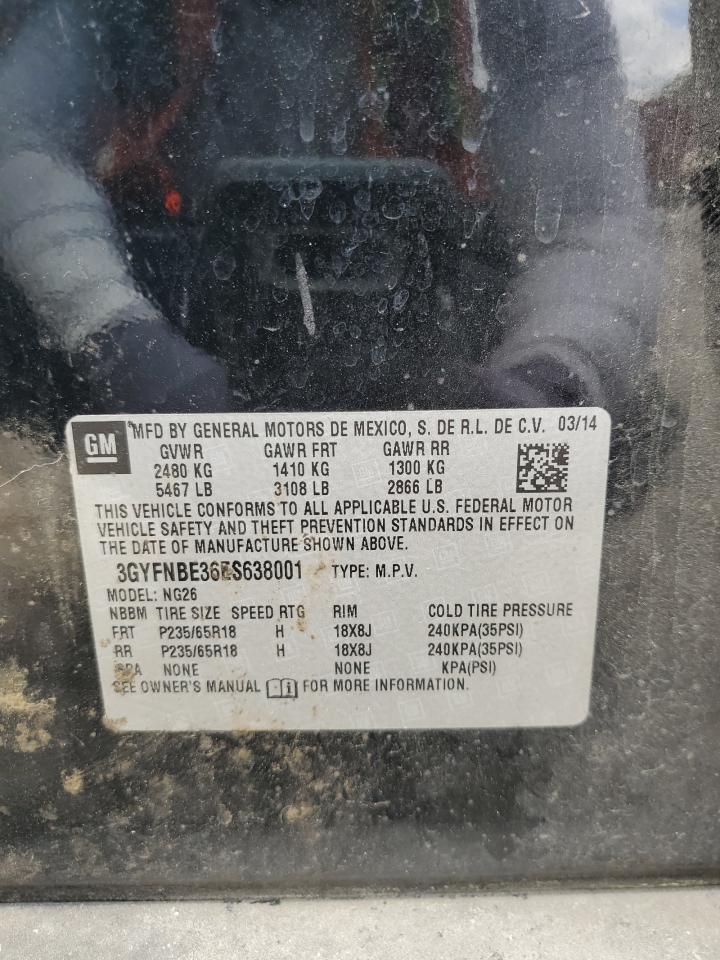 GM MFD BY GENERAL MOTORS DE MEXICO, S. DE R.L. DE C.V. 03/14
GVWR GAWR FRT GAWR RR
2480 KG 1410 KG 1300 KG
5467 LB 3108 LB 2866 LB
THIS VEHICLE CONFORMS TO ALL APPLICABLE U.S. FEDERAL MOTOR
VEHICLE SAFETY AND THEFT PREVENTION STANDARDS IN EFFECT ON
THE DATE OF MANUFACTURE SHOWN ABOVE.
3GYFNBE36ES638001 TYPE: M.P.V.
MODEL: NG26
NBBM TIRE SIZE SPEED RTG RIM COLD TIRE PRESSURE
FRT P235/65R18 H 18X8J 240KPA(35PSI)
RR P235/65R18 H 18X8J 240KPA(35PSI)
SPA NONE NONE KPA(PSI)
SEE OWNER'S MANUAL FOR MORE INFORMATION.